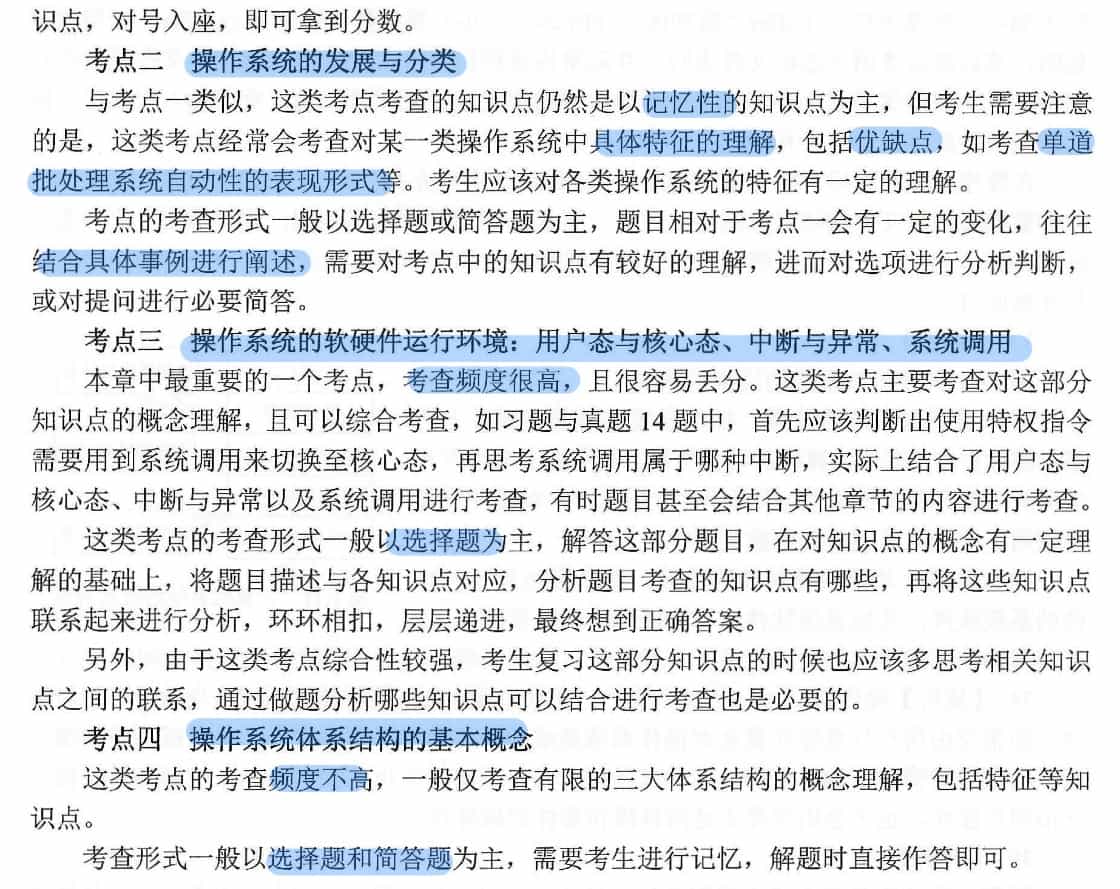 识点，对号入座，即可拿到分数。
考点二 操作系统的发展与分类
与考点一类似，这类考点考查的知识点仍然是以记忆性的知识点为主，但考生需要注意
的是，这类考点经常会考查对某一类操作系统中具体特征的理解，包括优缺点，如考查单道
批处理系统自动性的表现形式等。考生应该对各类操作系统的特征有一定的理解。
考点的考查形式一般以选择题或简答题为主，题目相对于考点一会有一定的变化，往往
结合具体事例进行阐述，需要对考点中的知识点有较好的理解，进而对选项进行分析判断，
或对提问进行必要简答。
考点三 操作系统的软硬件运行环境：用户态与核心态、中断与异常、系统调用
本章中最重要的一个考点，考查频度很高，且很容易丢分。这类考点主要考查对这部分
知识点的概念理解，且可以综合考查，如习题与真题 14 题中，首先应该判断出使用特权指令
需要用到系统调用来切换至核心态，再思考系统调用属于哪种中断，实际上结合了用户态与
核心态、中断与异常以及系统调用进行考查，有时题目甚至会结合其他章节的内容进行考查。
这类考点的考查形式一般以选择题为主，解答这部分题目，在对知识点的概念有一定理
解的基础上，将题目描述与各知识点对应，分析题目考查的知识点有哪些，再将这些知识点
联系起来进行分析，环环相扣，层层递进，最终想到正确答案。
另外，由于这类考点综合性较强，考生复习这部分知识点的时候也应该多思考相关知识
点之间的联系，通过做题分析哪些知识点可以结合进行考查也是必要的。
考点四 操作系统体系结构的基本概念
这类考点的考查频度不高，一般仅考查有限的三大体系结构的概念理解，包括特征等知
识点。
考查形式一般以选择题和简答题为主，需要考生进行记忆，解题时直接作答即可。